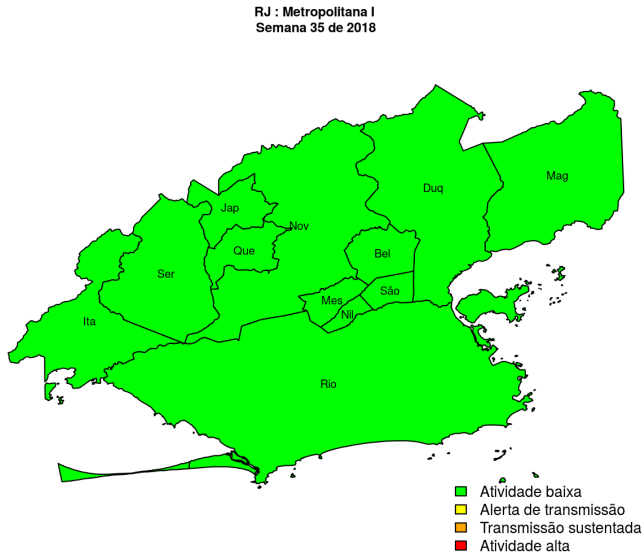 RJ : Metropolitana I
Semana 35 de 2018
Mag
Duq
Jap
Nov
Que
Bel
Ser
São
Mes
Nil
Ita
Rio
Atividade baixa
Alerta de transmissão
Transmissão sustentada
Atividade alta